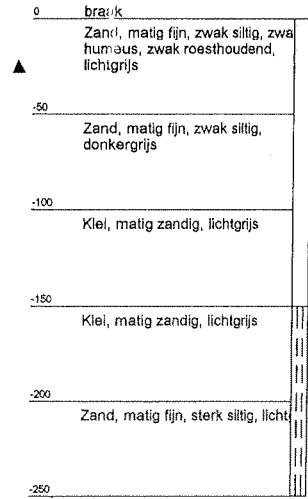 0 braak
Zand, matig fijn, zwak siltig, zwa
humeus, zwak roesthoudend,
lichtgrijs
-50
Zand, matig fijn, zwak siltig,
donkergrijs
-100
Klei, matig zandig, lichtgrijs
-150
Klei, matig zandig, lichtgrijs
-200
Zand, matig fijn, sterk siltig, licht
-250